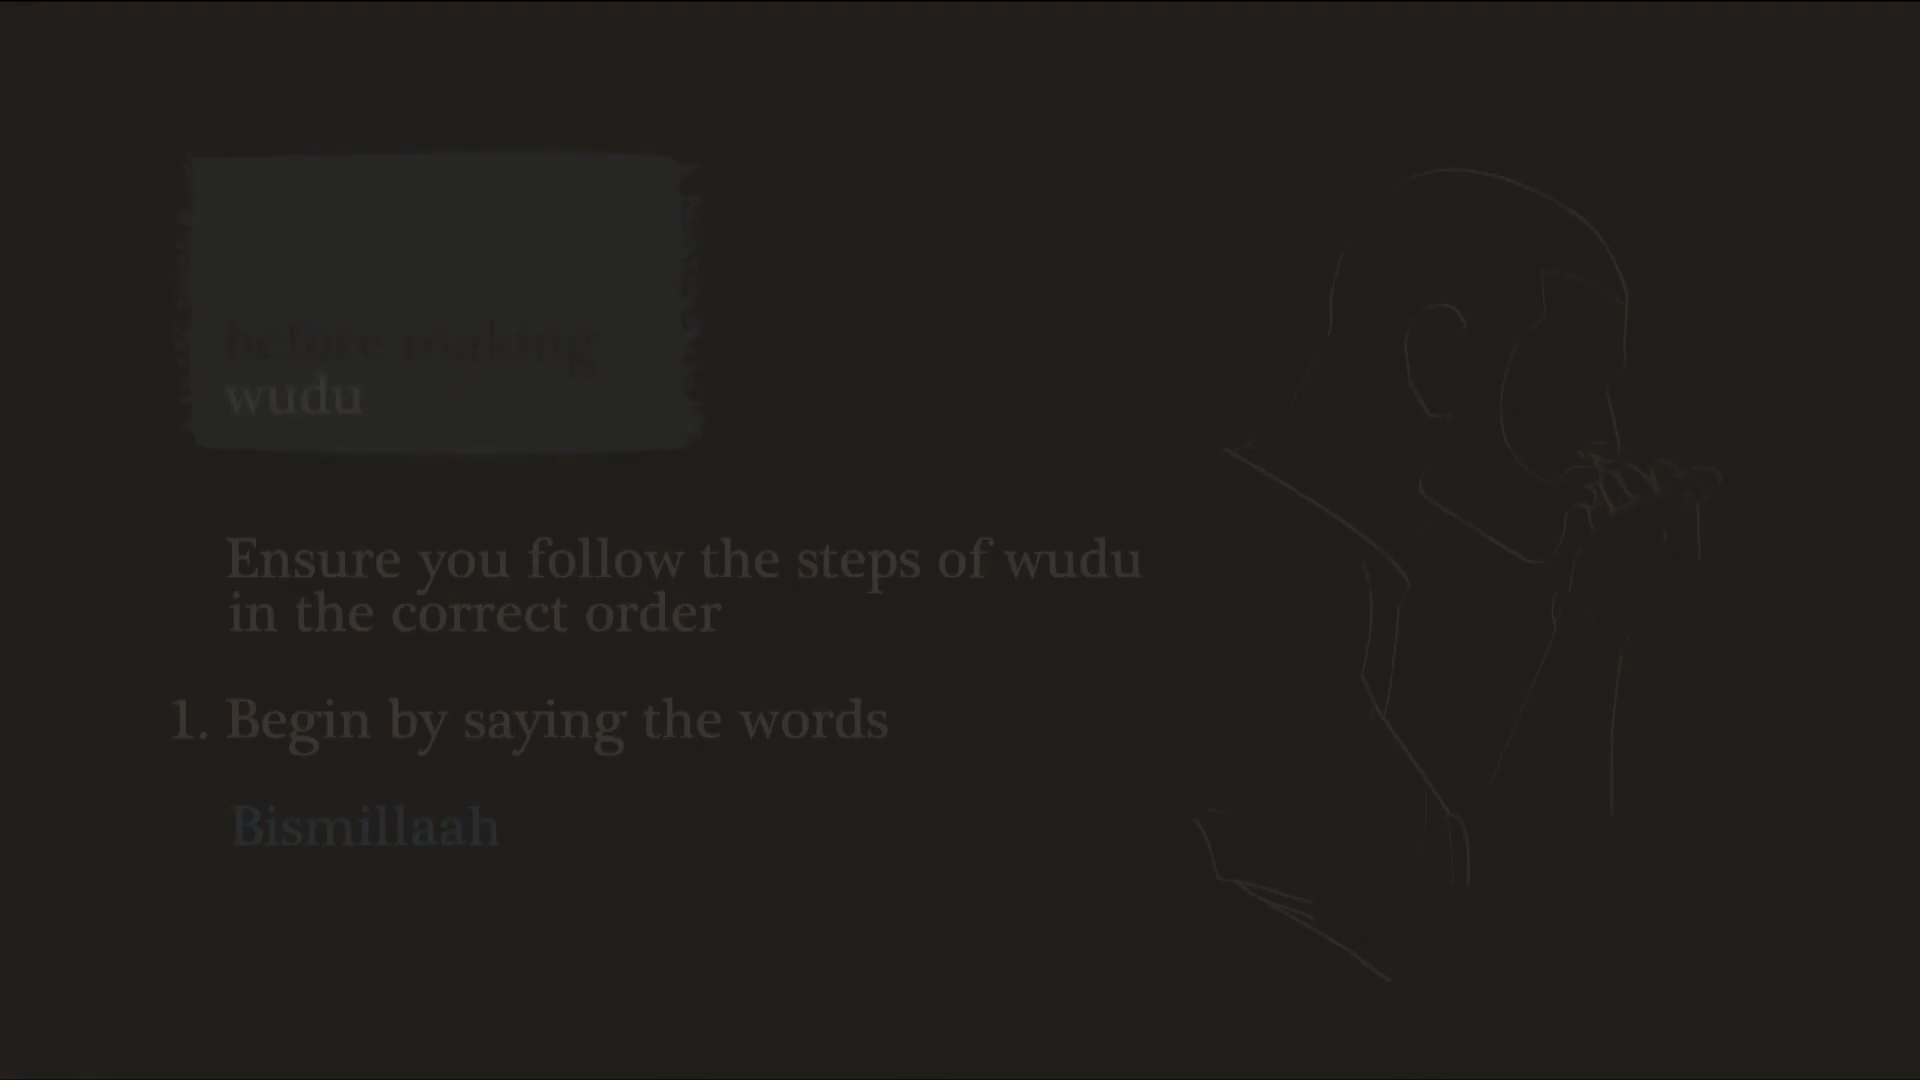 before making
wudu
Ensure you follow the steps of wudu
in the correct order
1. Begin by saying the words
Bismillaah